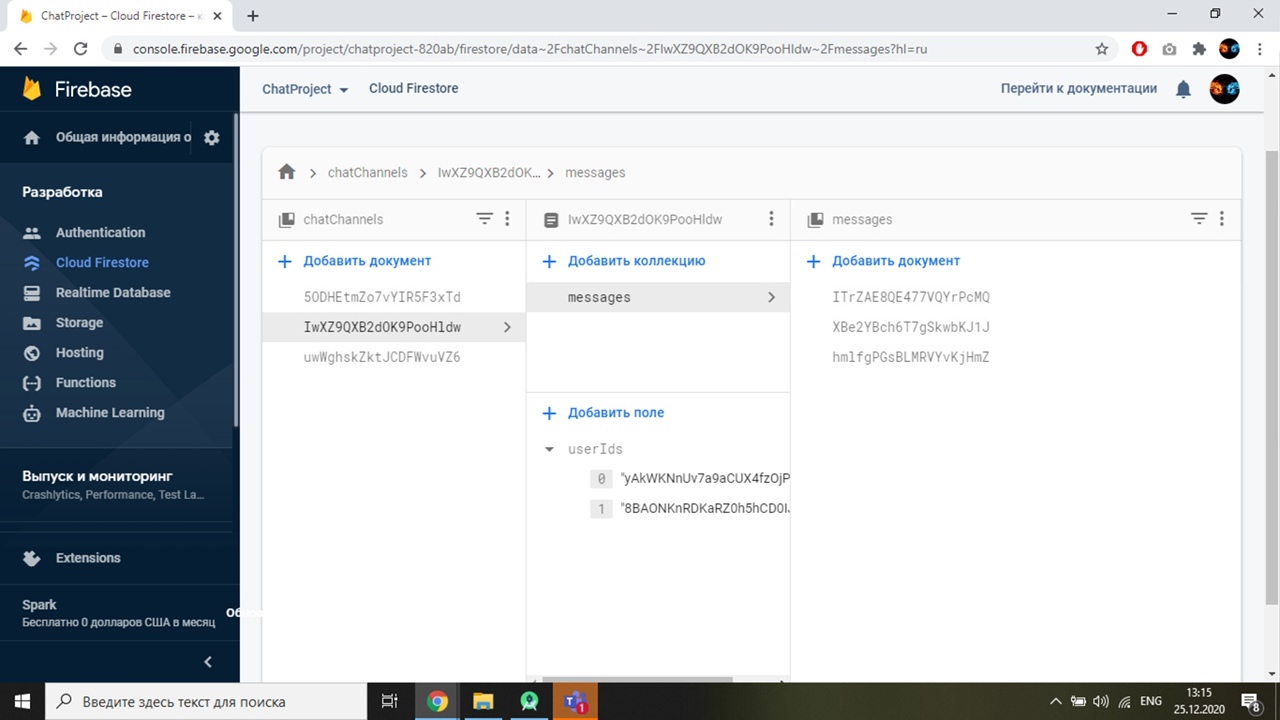 ChatProject – Cloud Firestore –
console.firebase.google.com/project/chatproject-820ab/firestore/data~2FchatChannels~2FIwXZ9QXB2dOK9PooHldw~2Fmessages?hl=ru
Firebase
ChatProject
Cloud Firestore
Перейти к документации
Общая информация о
Разработка
Authentication
Cloud Firestore
Realtime Database
Storage
Hosting
Functions
Machine Learning
Выпуск и мониторинг
Crashlytics, Performance, Test La...
Extensions
Spark
Бесплатно 0 долларов США в месяц
chatChannels
IwXZ9QXB2dOK...
messages
chatChannels
Добавить документ
5ODHEtmZo7vYIR5F3xTd
IwXZ9QXB2dOK9PooHldw
uwWghskZktJCDFWvuVZ6
IwXZ9QXB2dOK9PooHldw
Добавить коллекцию
messages
Добавить поле
userIds
0 "yAkWKNnUv7a9aCUX4fzOjP
1 "8BAONKnRDKaRZ0h5hCD0I
messages
Добавить документ
ITrZAE8QE477VQYrPcMQ
XBe2YBch6T7gSkwbKJ1J
hmlfgPGsBLMRVYvKjHmZ
Введите здесь текст для поиска
1
ENG
13:15
25.12.2020
8